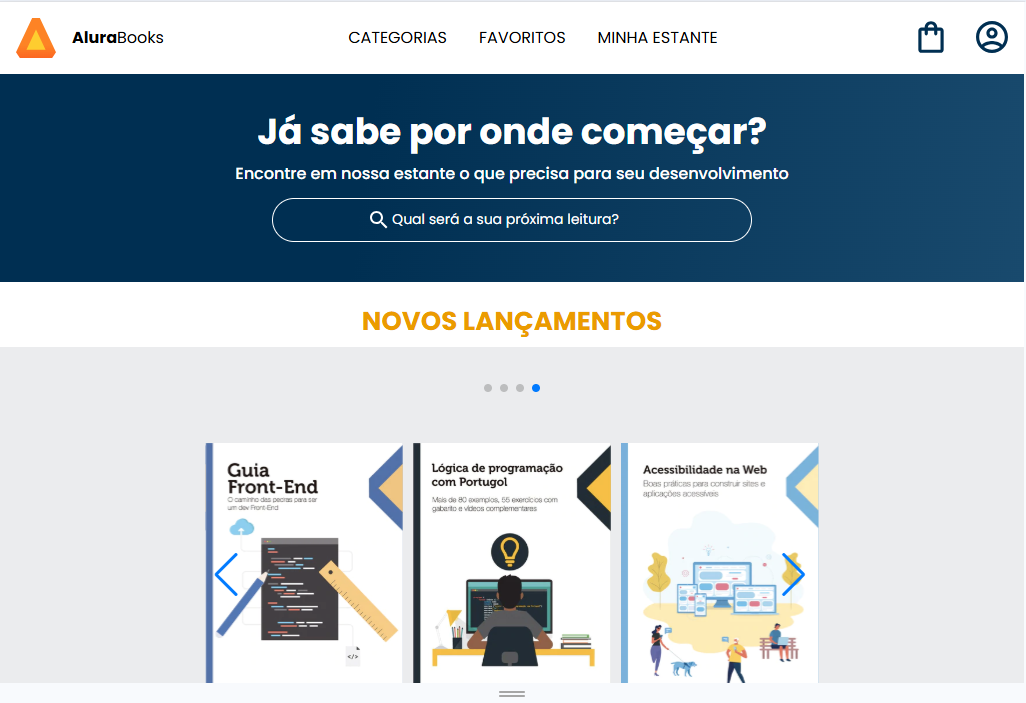 AluraBooks
CATEGORIAS
FAVORITOS
MINHA ESTANTE
Já sabe por onde começar?
Encontre em nossa estante o que precisa para seu desenvolvimento
Qual será a sua próxima leitura?
NOVOS LANÇAMENTOS
Guia
Front-End
O caminho das pedras para ser
um dev Front-End
</>
Lógica de programação
com Portugol
Mais de 80 exemplos, 55 exercícios com
gabarito e vídeos complementares
Acessibilidade na Web
Boas práticas para construir sites e
aplicações acessíveis